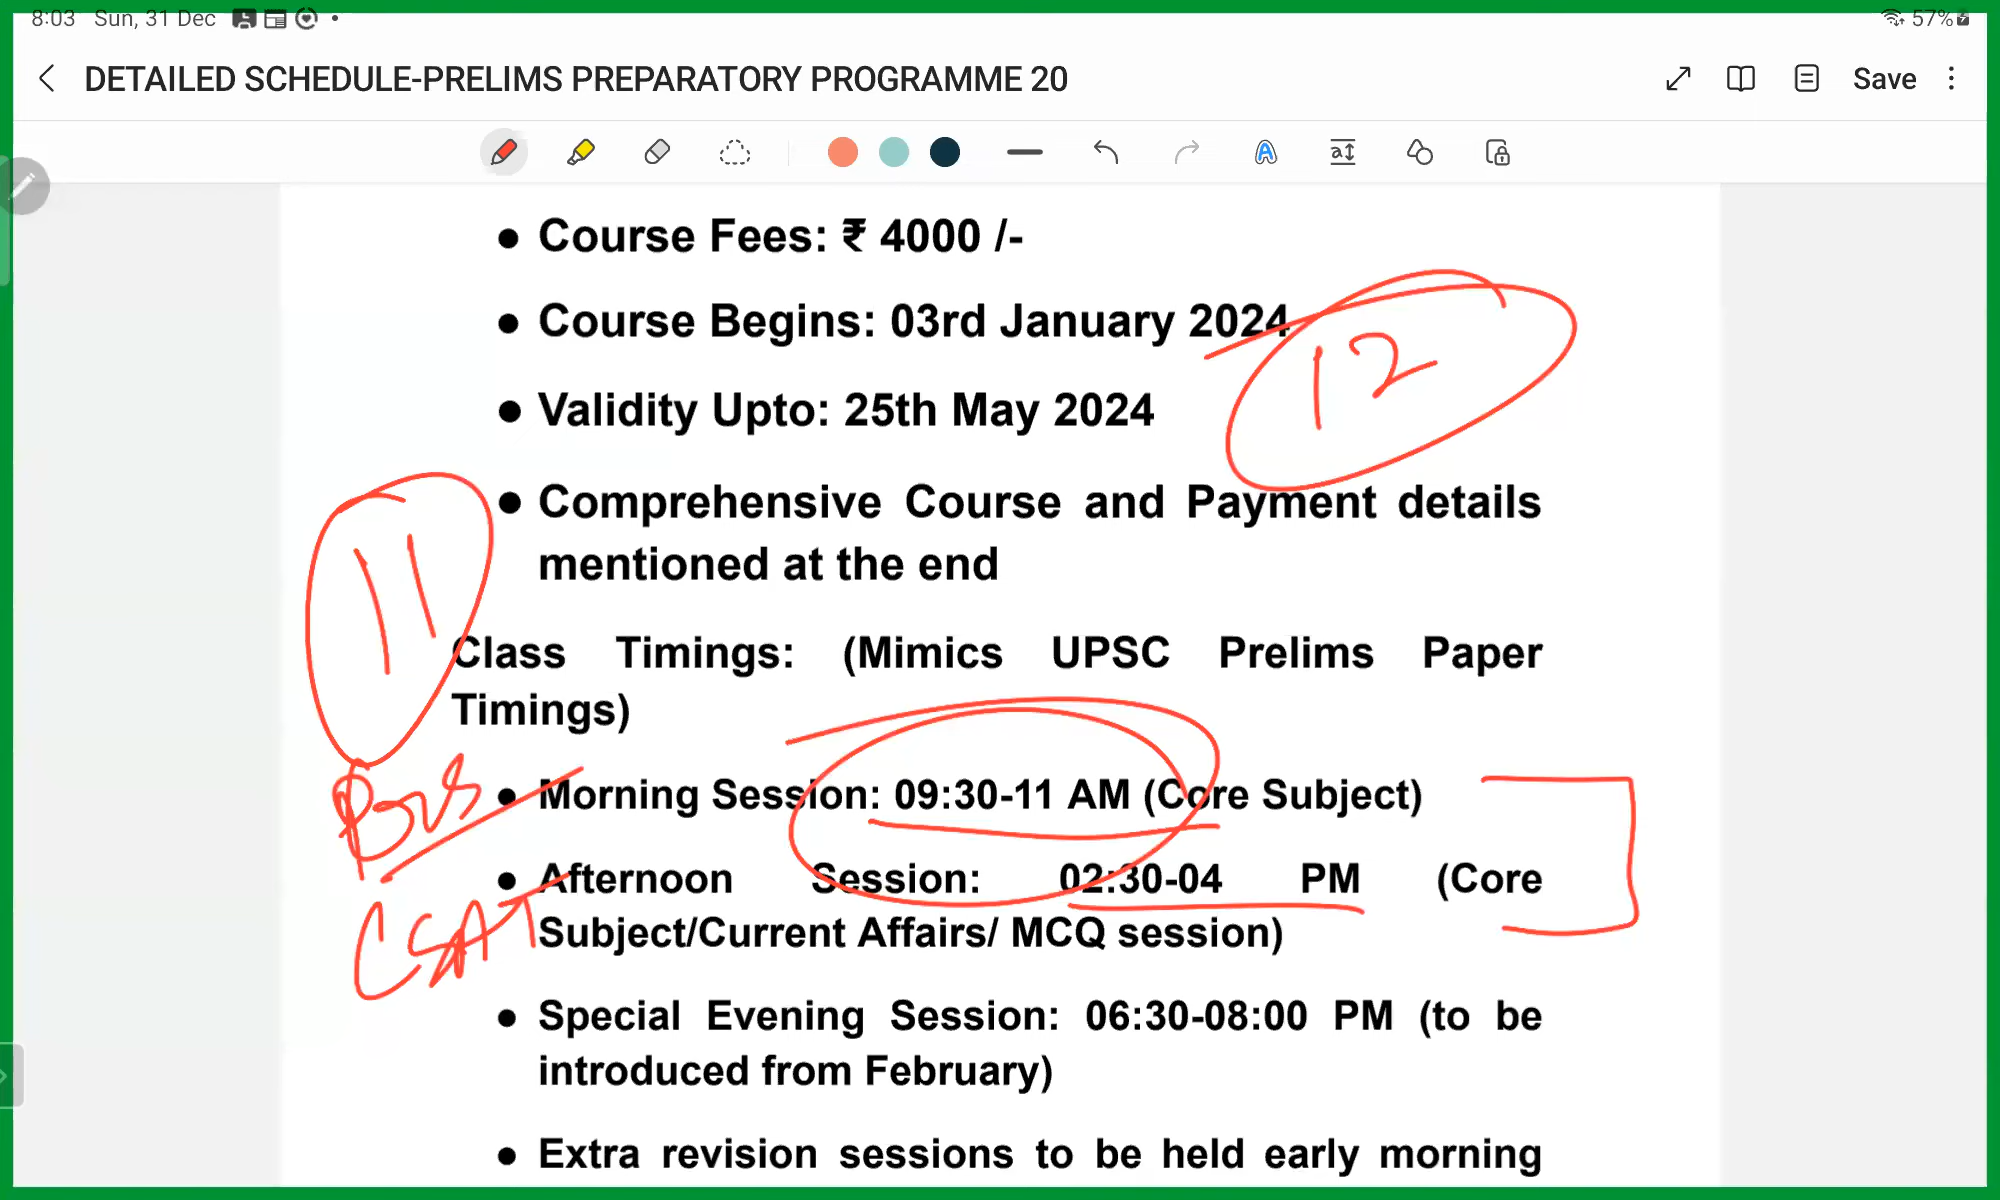 8:03 Sun, 31 Dec 57%
DETAILED SCHEDULE-PRELIMS PREPARATORY PROGRAMME 20 Save
● Course Fees: ₹ 4000 /-
● Course Begins: 03rd January 2024
12
● Validity Upto: 25th May 2024
● Comprehensive Course and Payment details
mentioned at the end
11
Class Timings: (Mimics UPSC Prelims Paper
Timings)
● Morning Session: 09:30-11 AM (Core Subject)
● Afternoon Session: 02:30-04 PM (Core
Subject/Current Affairs/ MCQ session)
CSAT
● Special Evening Session: 06:30-08:00 PM (to be
introduced from February)
● Extra revision sessions to be held early morning